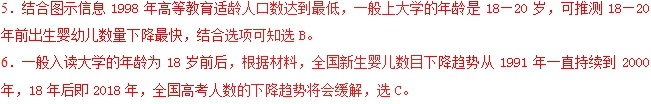 5．结合图示信息 1998 年高等教育适龄人口数达到最低，一般上大学的年龄是 18－20 岁，可推测 18－20
年前出生婴幼儿数量下降最快，结合选项可知选 B。
6．一般入读大学的年龄为 18 岁前后，根据材料，全国新生婴儿数目下降趋势从 1991 年一直持续到 2000
年，18 年后即 2018 年，全国高考人数的下降趋势将会缓解，选 C。